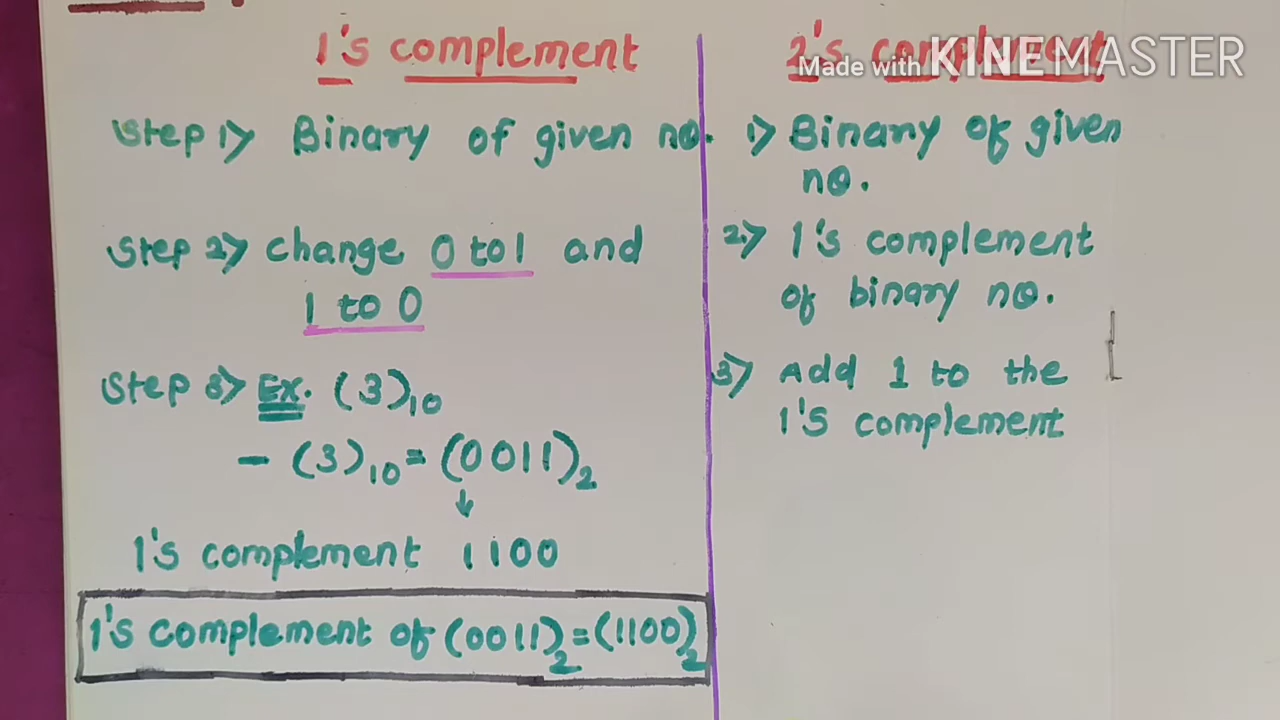 1's complement
Step 1> Binary of given no.
Step 2> change 0 to 1 and
1 to 0
Step 3> Ex. (3)10
- (3)10 = (0011)2
↓
1's complement 1100
1's complement of (0011)2 = (1100)2
2's complement
Made with KINEMASTER
1> Binary of given
no.
2> 1's complement
of binary no.
3> Add 1 to the
1's complement